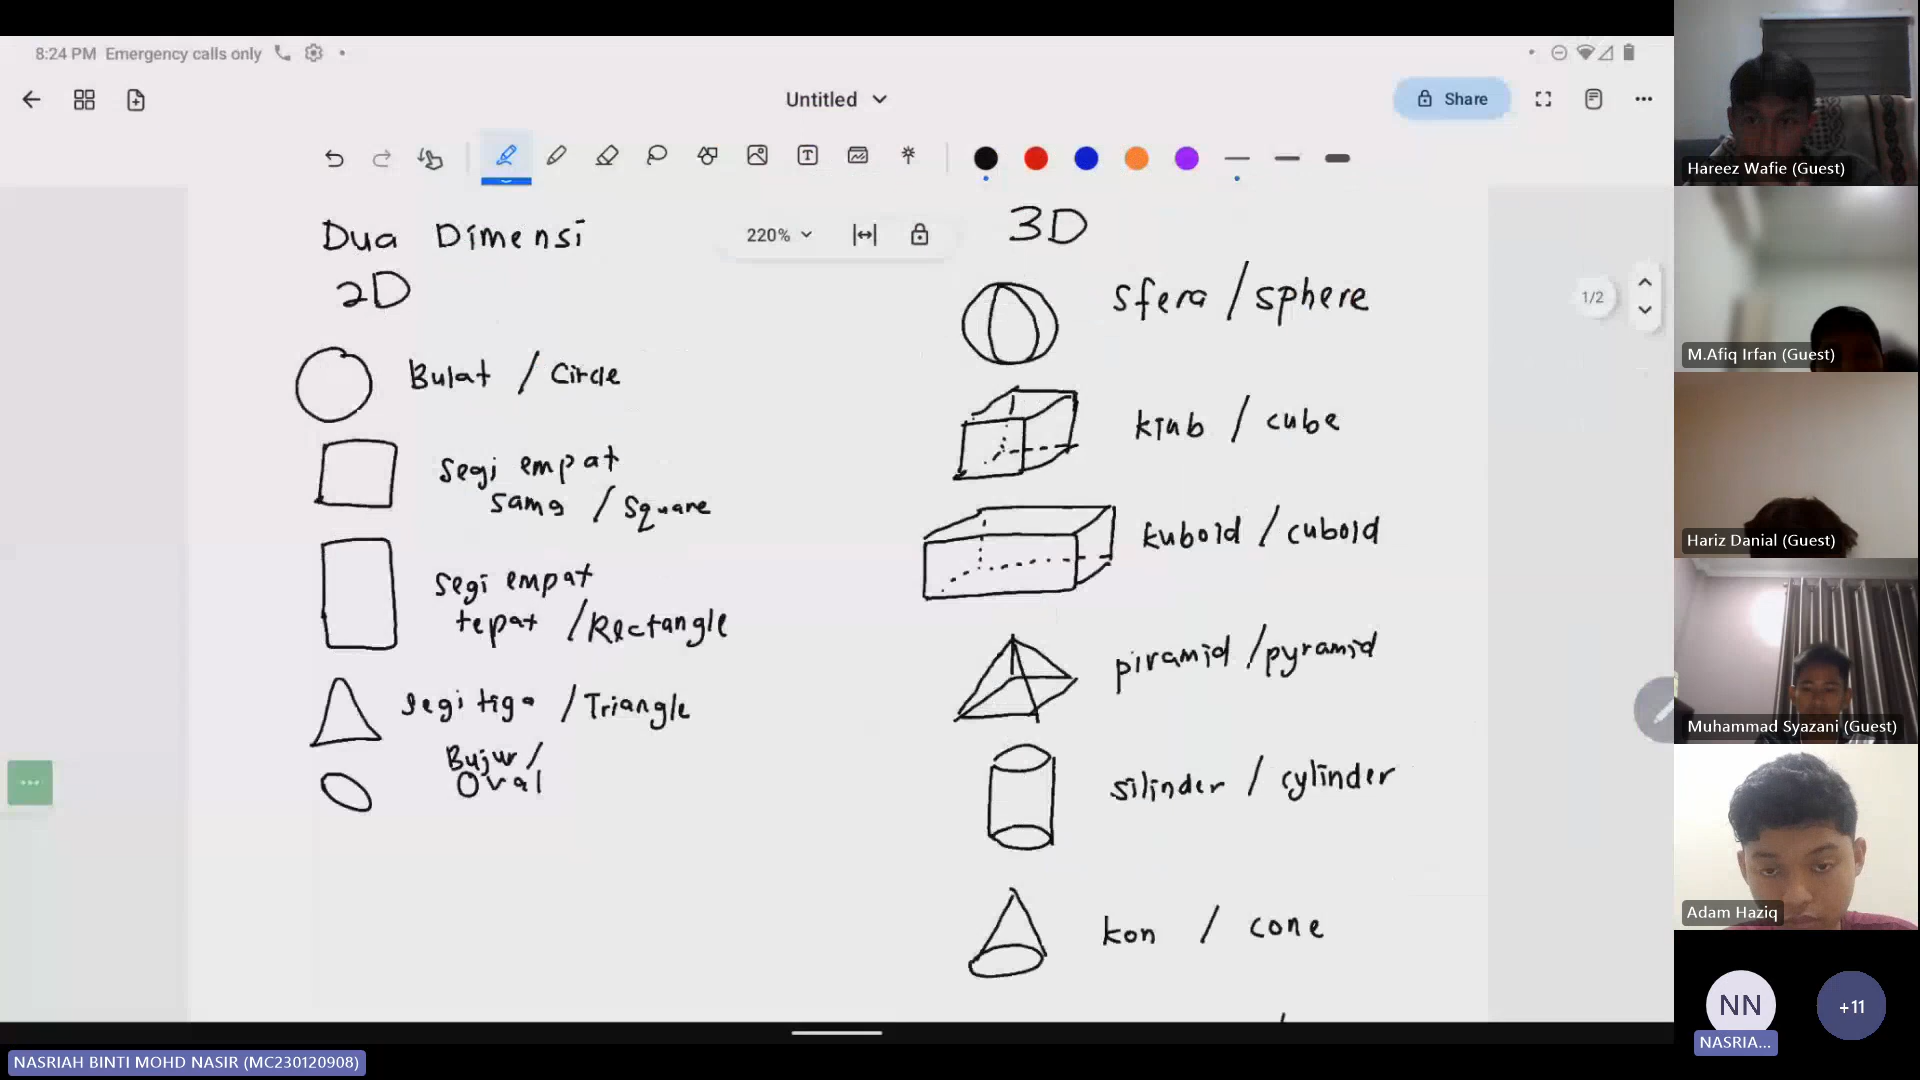 8:24 PM Emergency calls only
Untitled
Share
220%
1/2
Dua Dimensi
2D
Bulat / Circle
Segi empat
sama / Square
Segi empat
tepat / Rectangle
Segi tiga / Triangle
Bujur /
Oval
3D
sfera / sphere
kiub / cube
kuboid / cuboid
piramid / pyramid
silinder / cylinder
kon / cone
Hareez Wafie (Guest)
M.Afiq Irfan (Guest)
Hariz Danial (Guest)
Muhammad Syazani (Guest)
Adam Haziq
NN
+11
NASRIA...
NASRIAH BINTI MOHD NASIR (MC230120908)